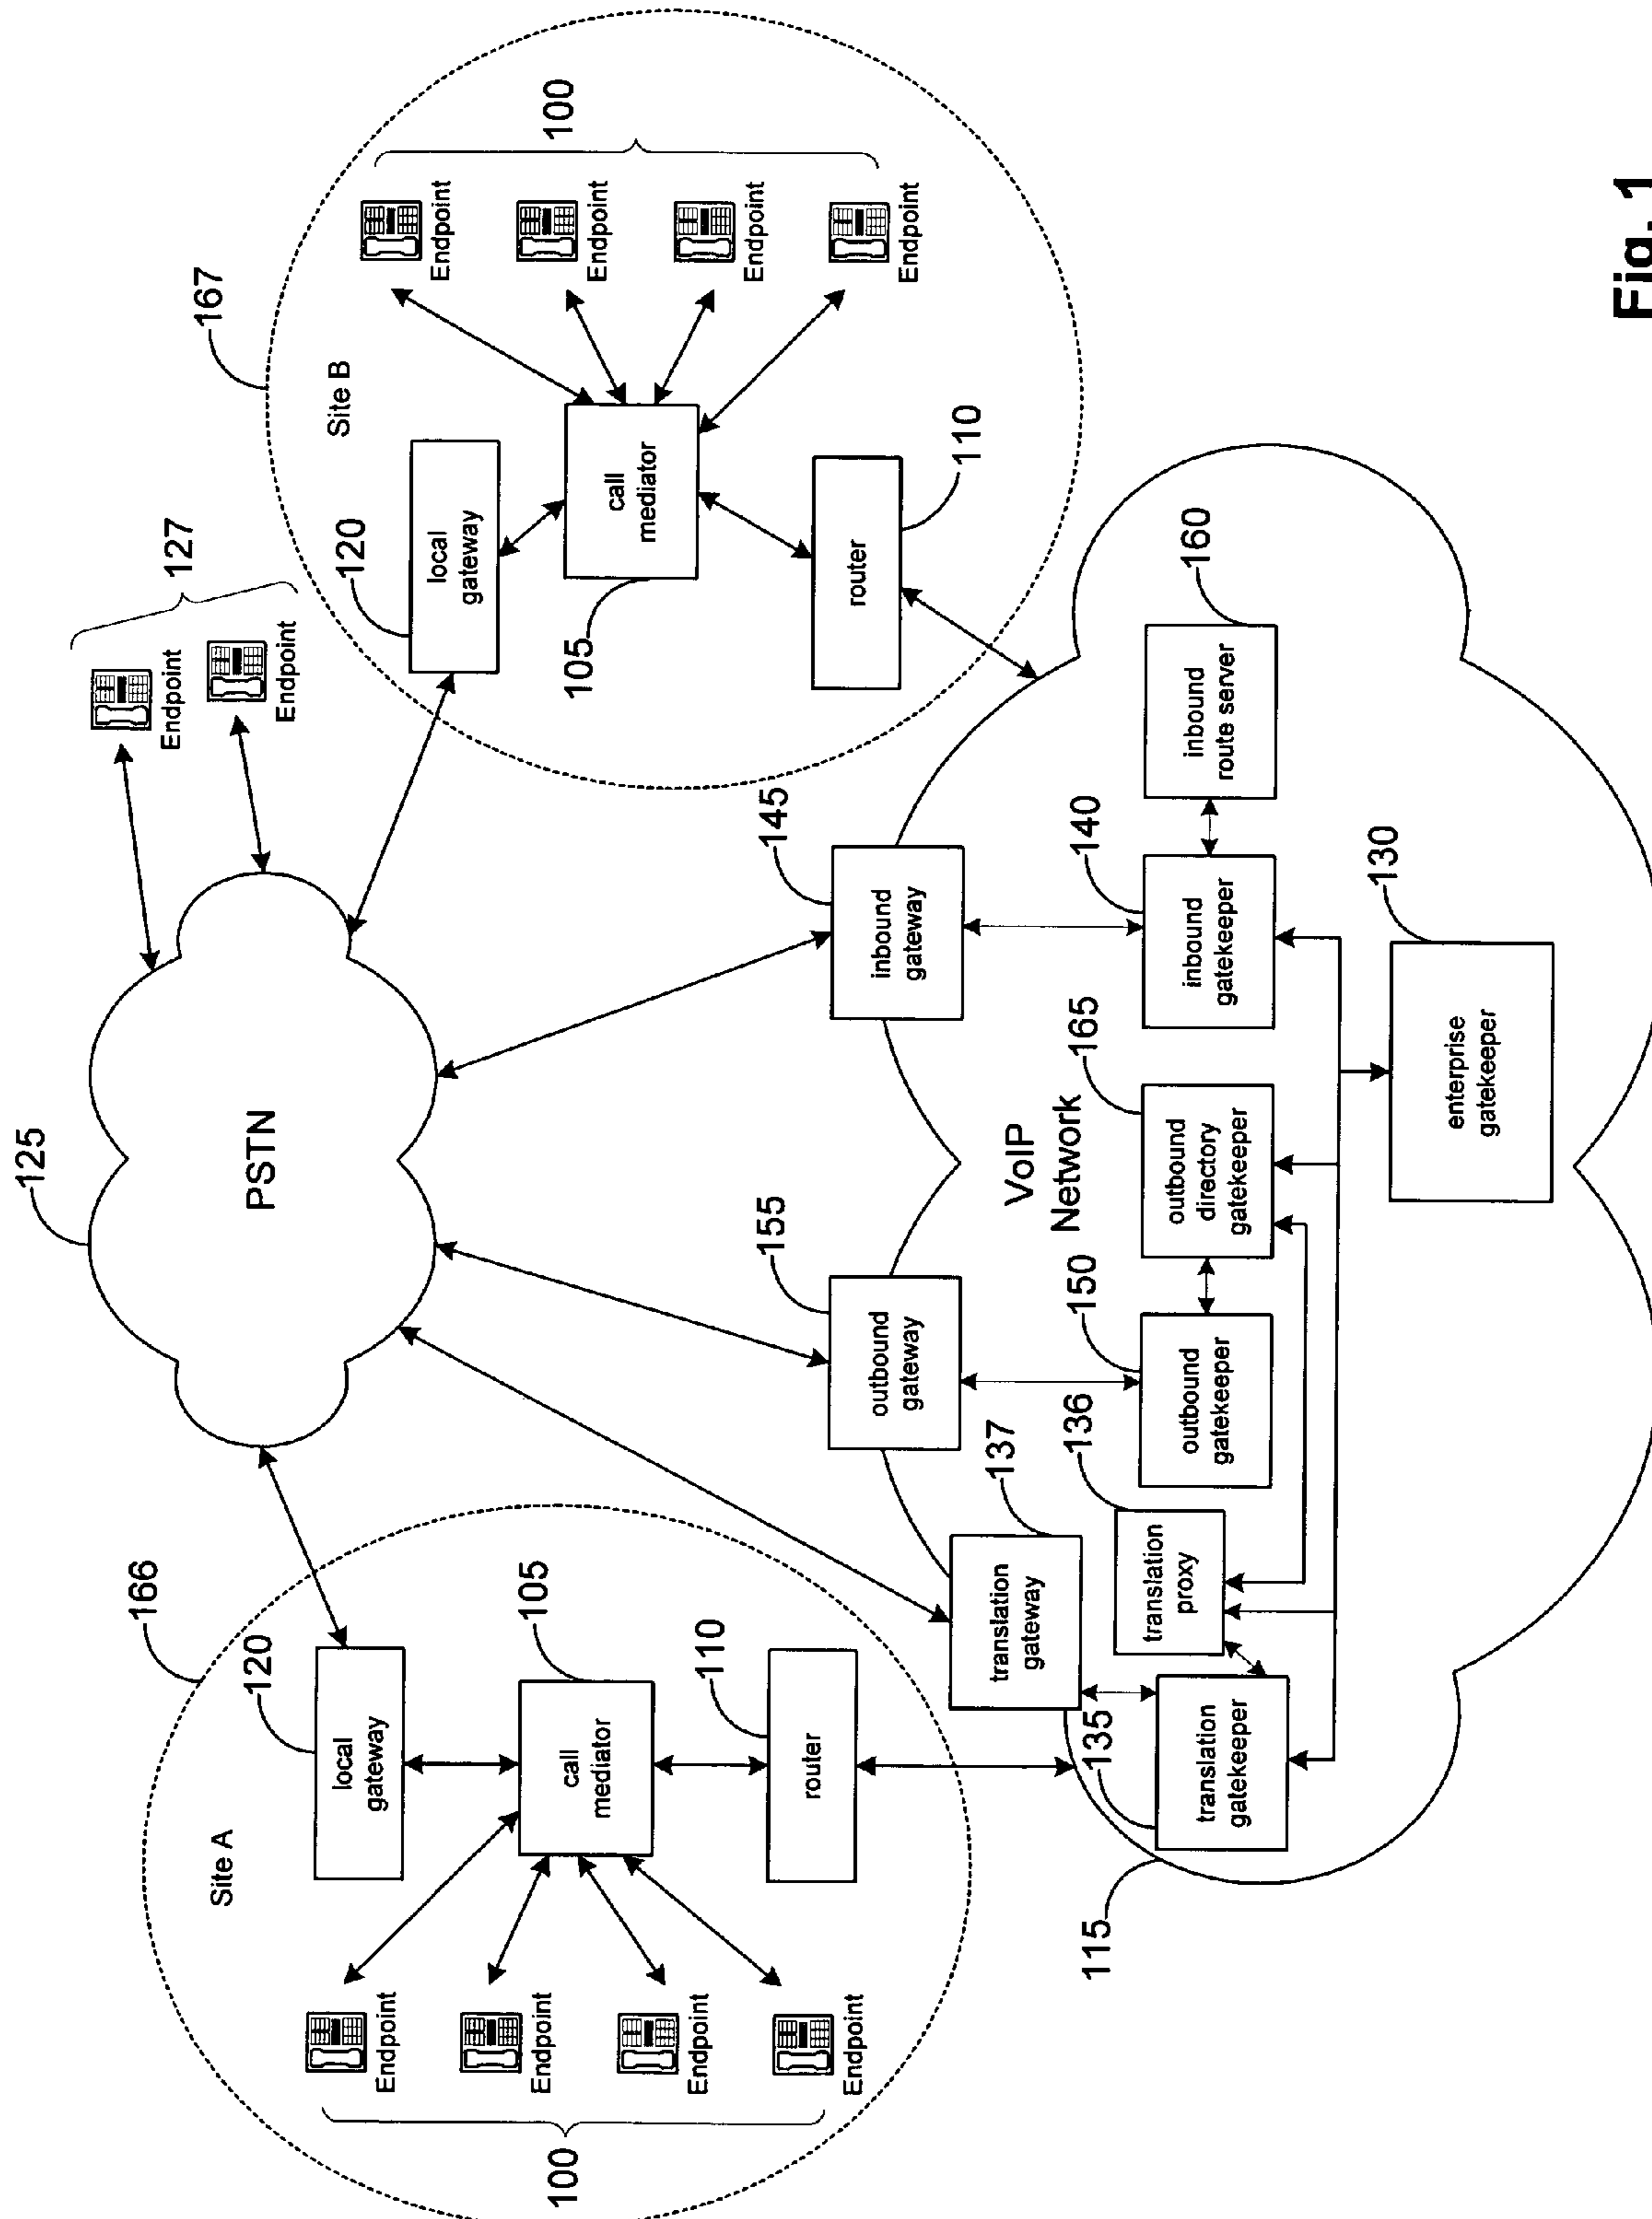 125
PSTN
127
Endpoint
Endpoint
166
Site A
120
local
gateway
105
call
mediator
110
router
Endpoint
Endpoint
Endpoint
Endpoint
100
167
Site B
120
local
gateway
105
call
mediator
router
110
Endpoint
Endpoint
Endpoint
Endpoint
100
155
outbound
gateway
145
inbound
gateway
137
translation
gateway
VoIP
Network
136
translation
proxy
150
outbound
gatekeeper
165
outbound
directory
gatekeeper
140
inbound
gatekeeper
160
inbound
route server
135
translation
gatekeeper
115
130
enterprise
gatekeeper
Fig. 1